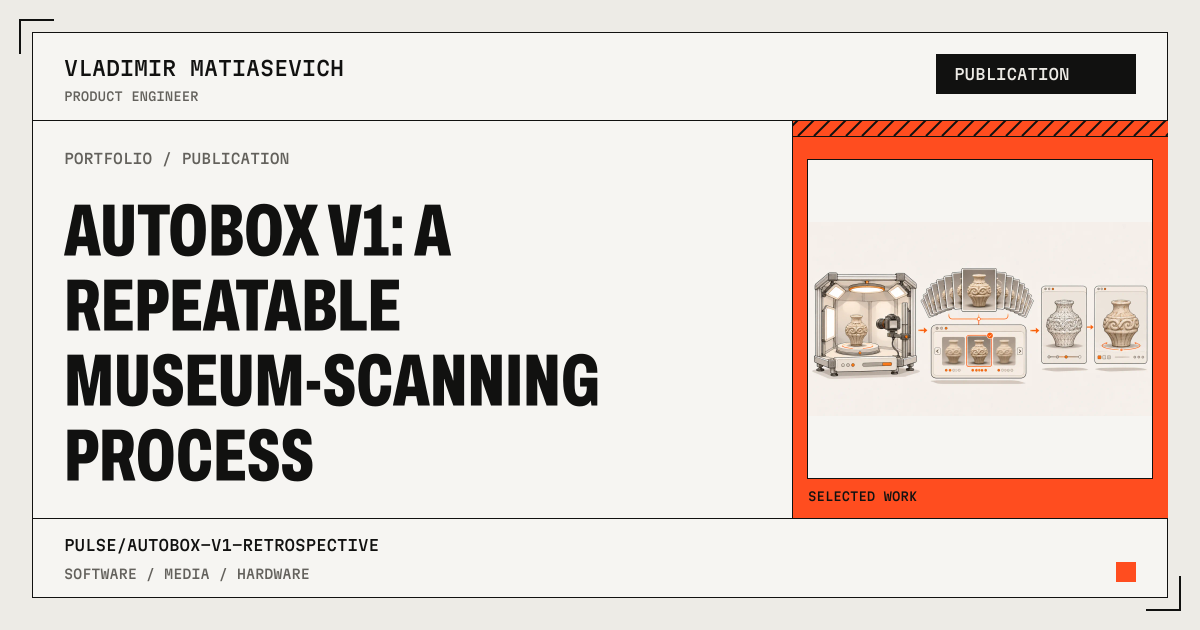 VLADIMIR MATIASEVICH
PRODUCT ENGINEER
PUBLICATION
PORTFOLIO / PUBLICATION
AUTOBOX V1: A
REPEATABLE
MUSEUM-SCANNING
PROCESS
SELECTED WORK
PULSE/AUTOBOX-V1-RETROSPECTIVE
SOFTWARE / MEDIA / HARDWARE